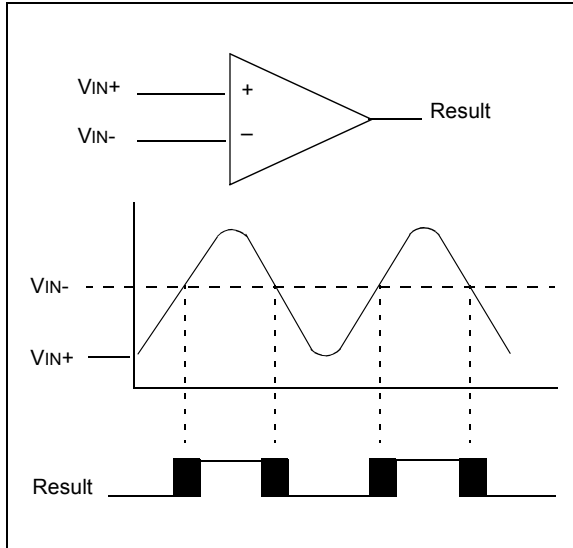 VIN+
+
Result
VIN-
–
VIN-
VIN+
Result